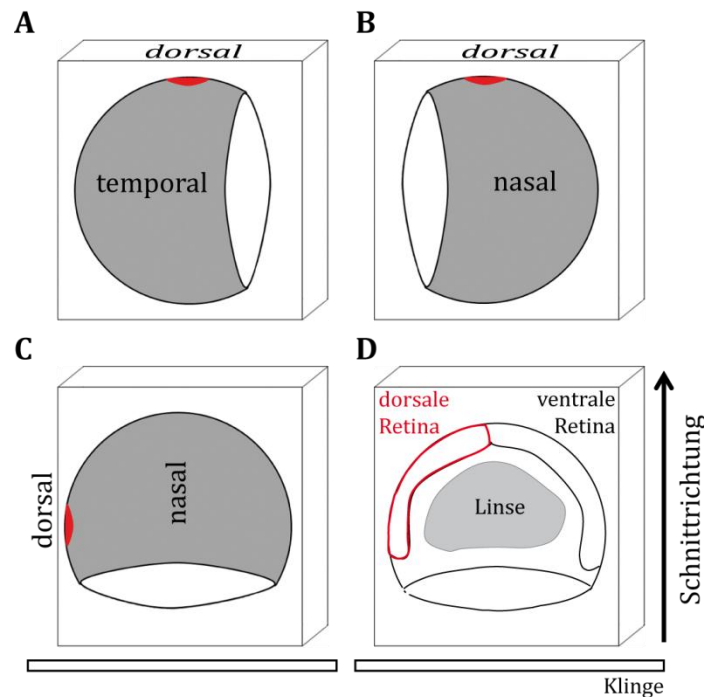 A
dorsal
temporal
B
dorsal
nasal
C
dorsal
nasal
D
dorsale
Retina
ventrale
Retina
Linse
Schnittrichtung
Klinge